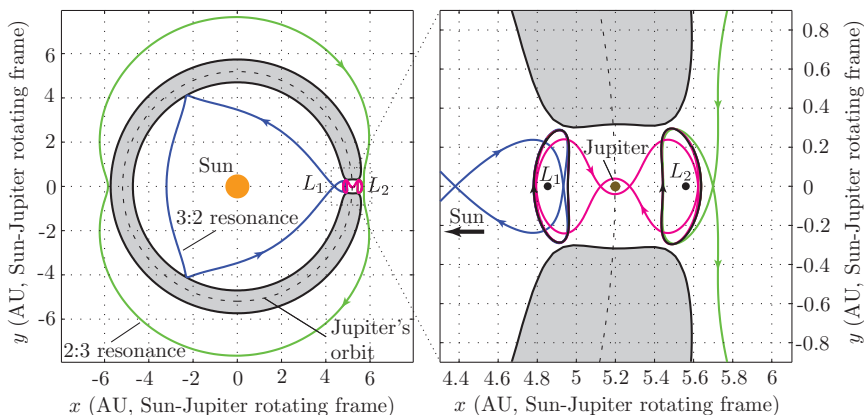 6
4
2
0
-2
-4
-6
-6 -4 -2 0 2 4 6
x (AU, Sun-Jupiter rotating frame)
y (AU, Sun-Jupiter rotating frame)
Sun
L1
L2
3:2 resonance
2:3 resonance
Jupiter's
orbit
Jupiter
L1
L2
Sun
0.8
0.6
0.4
0.2
0
-0.2
-0.4
-0.6
-0.8
4.4 4.6 4.8 5 5.2 5.4 5.6 5.8 6
x (AU, Sun-Jupiter rotating frame)
y (AU, Sun-Jupiter rotating frame)